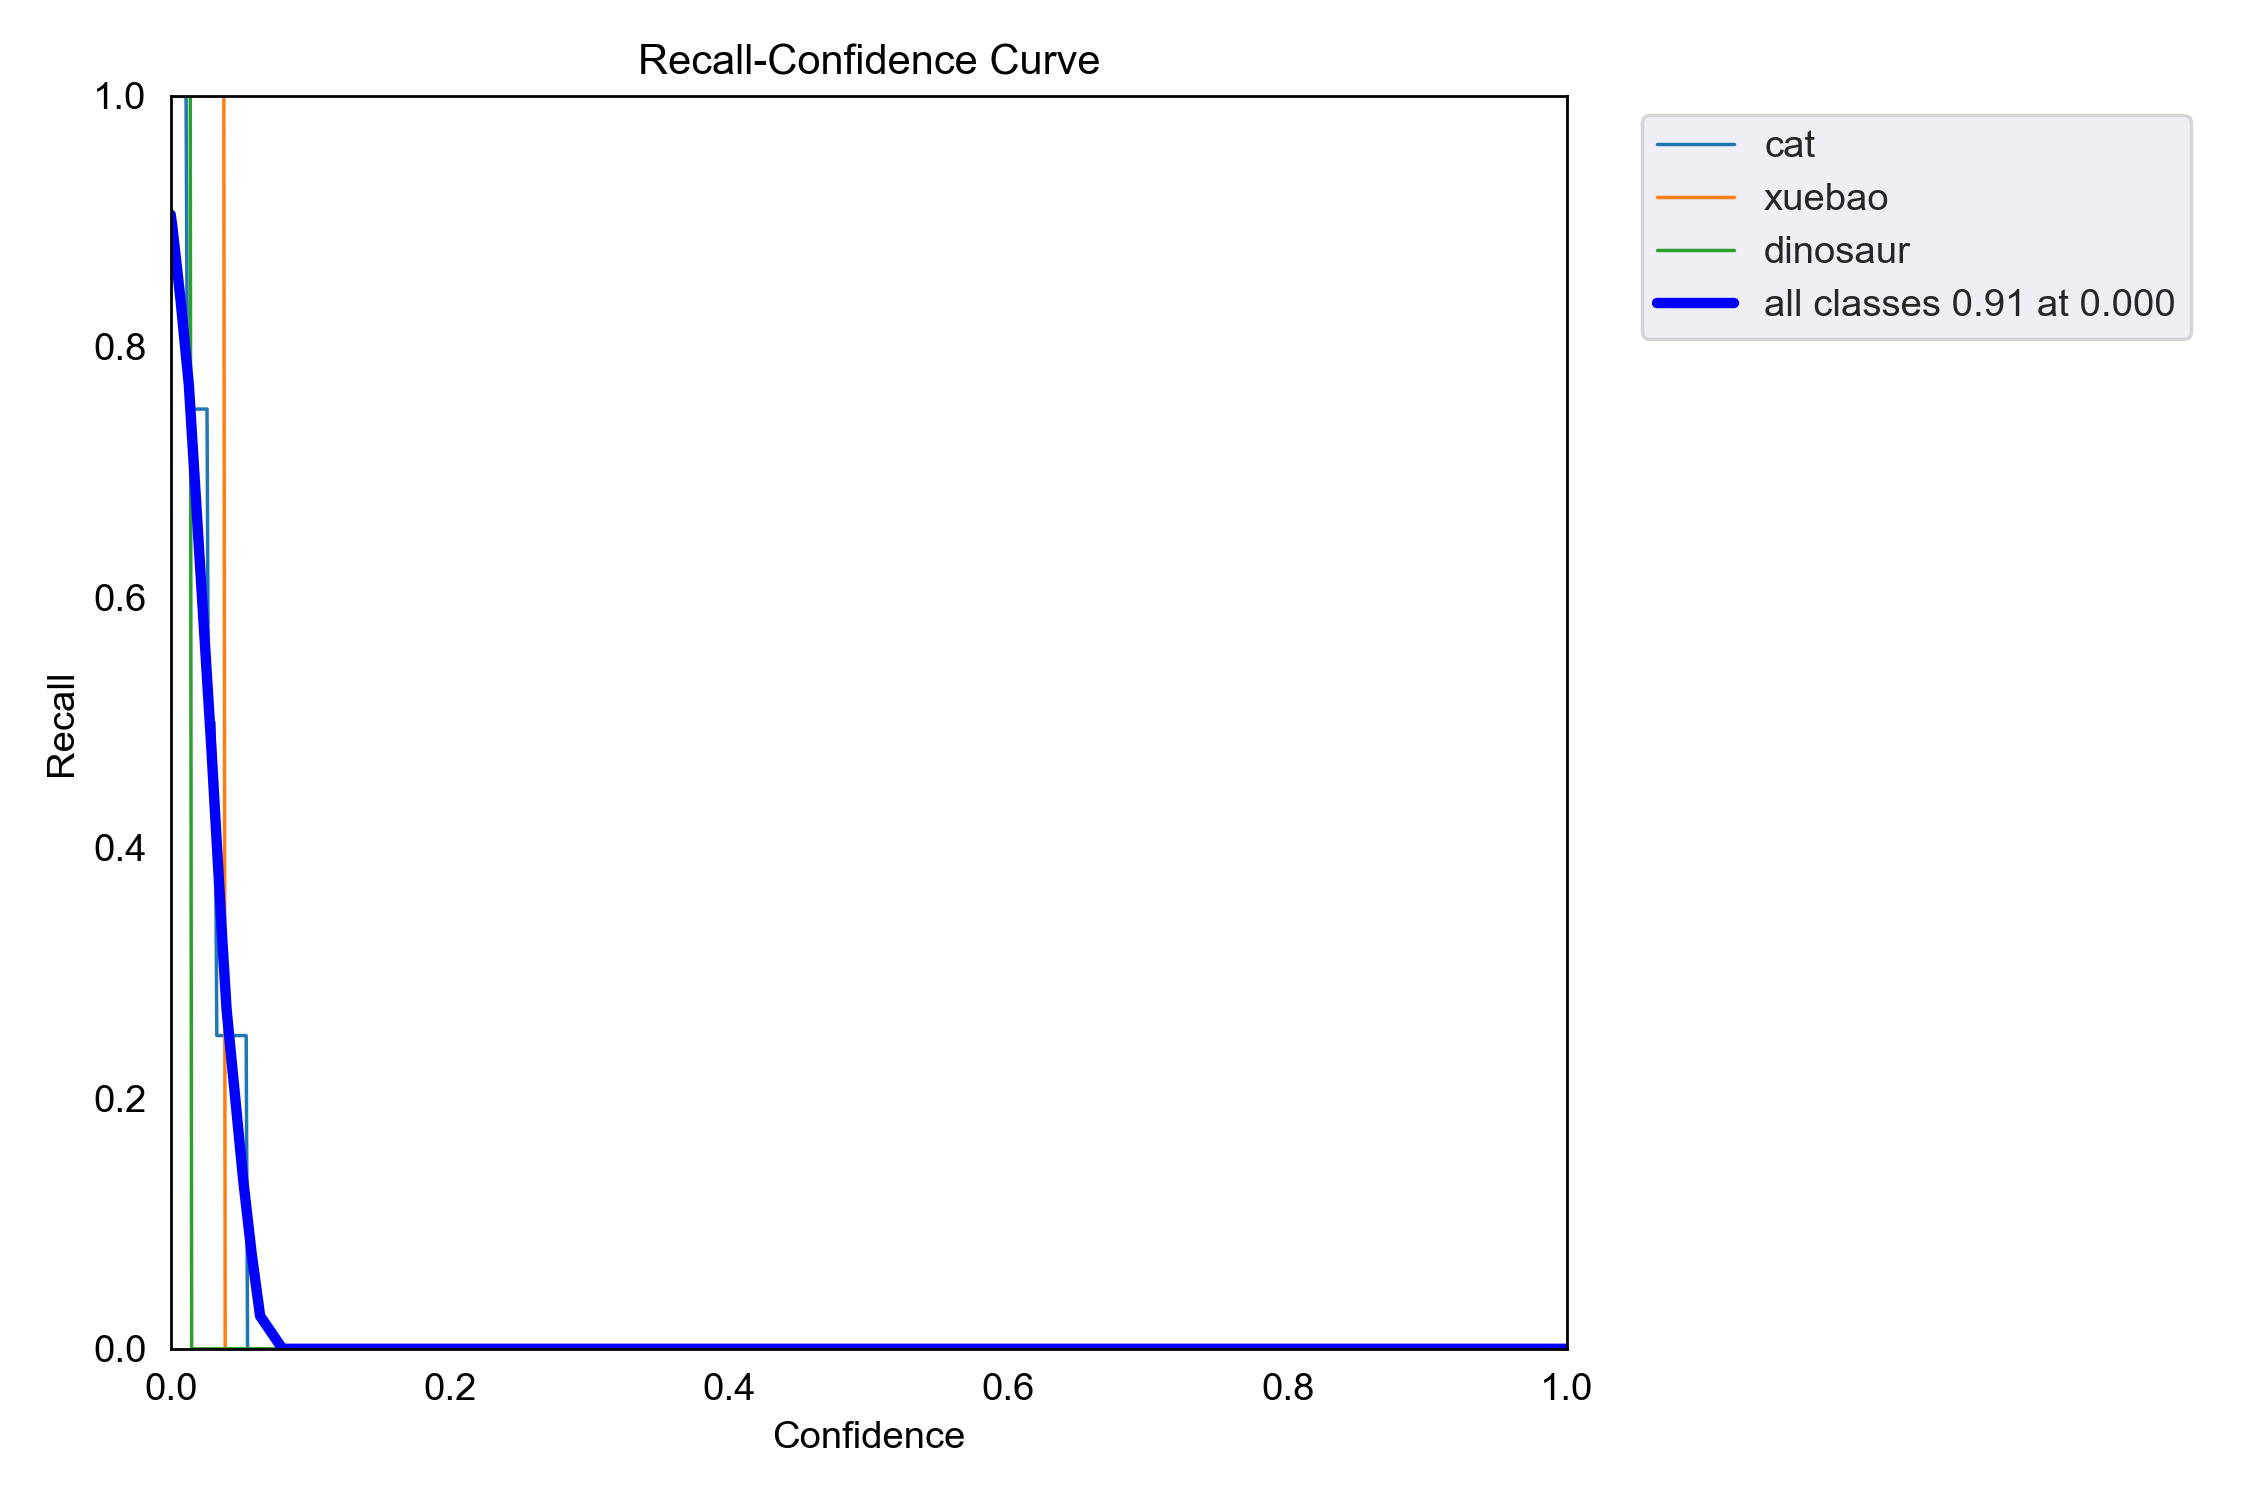 Recall-Confidence Curve
1.0
0.8
0.6
0.4
0.2
0.0
Recall
0.0 0.2 0.4 0.6 0.8 1.0
Confidence
cat
xuebao
dinosaur
all classes 0.91 at 0.000